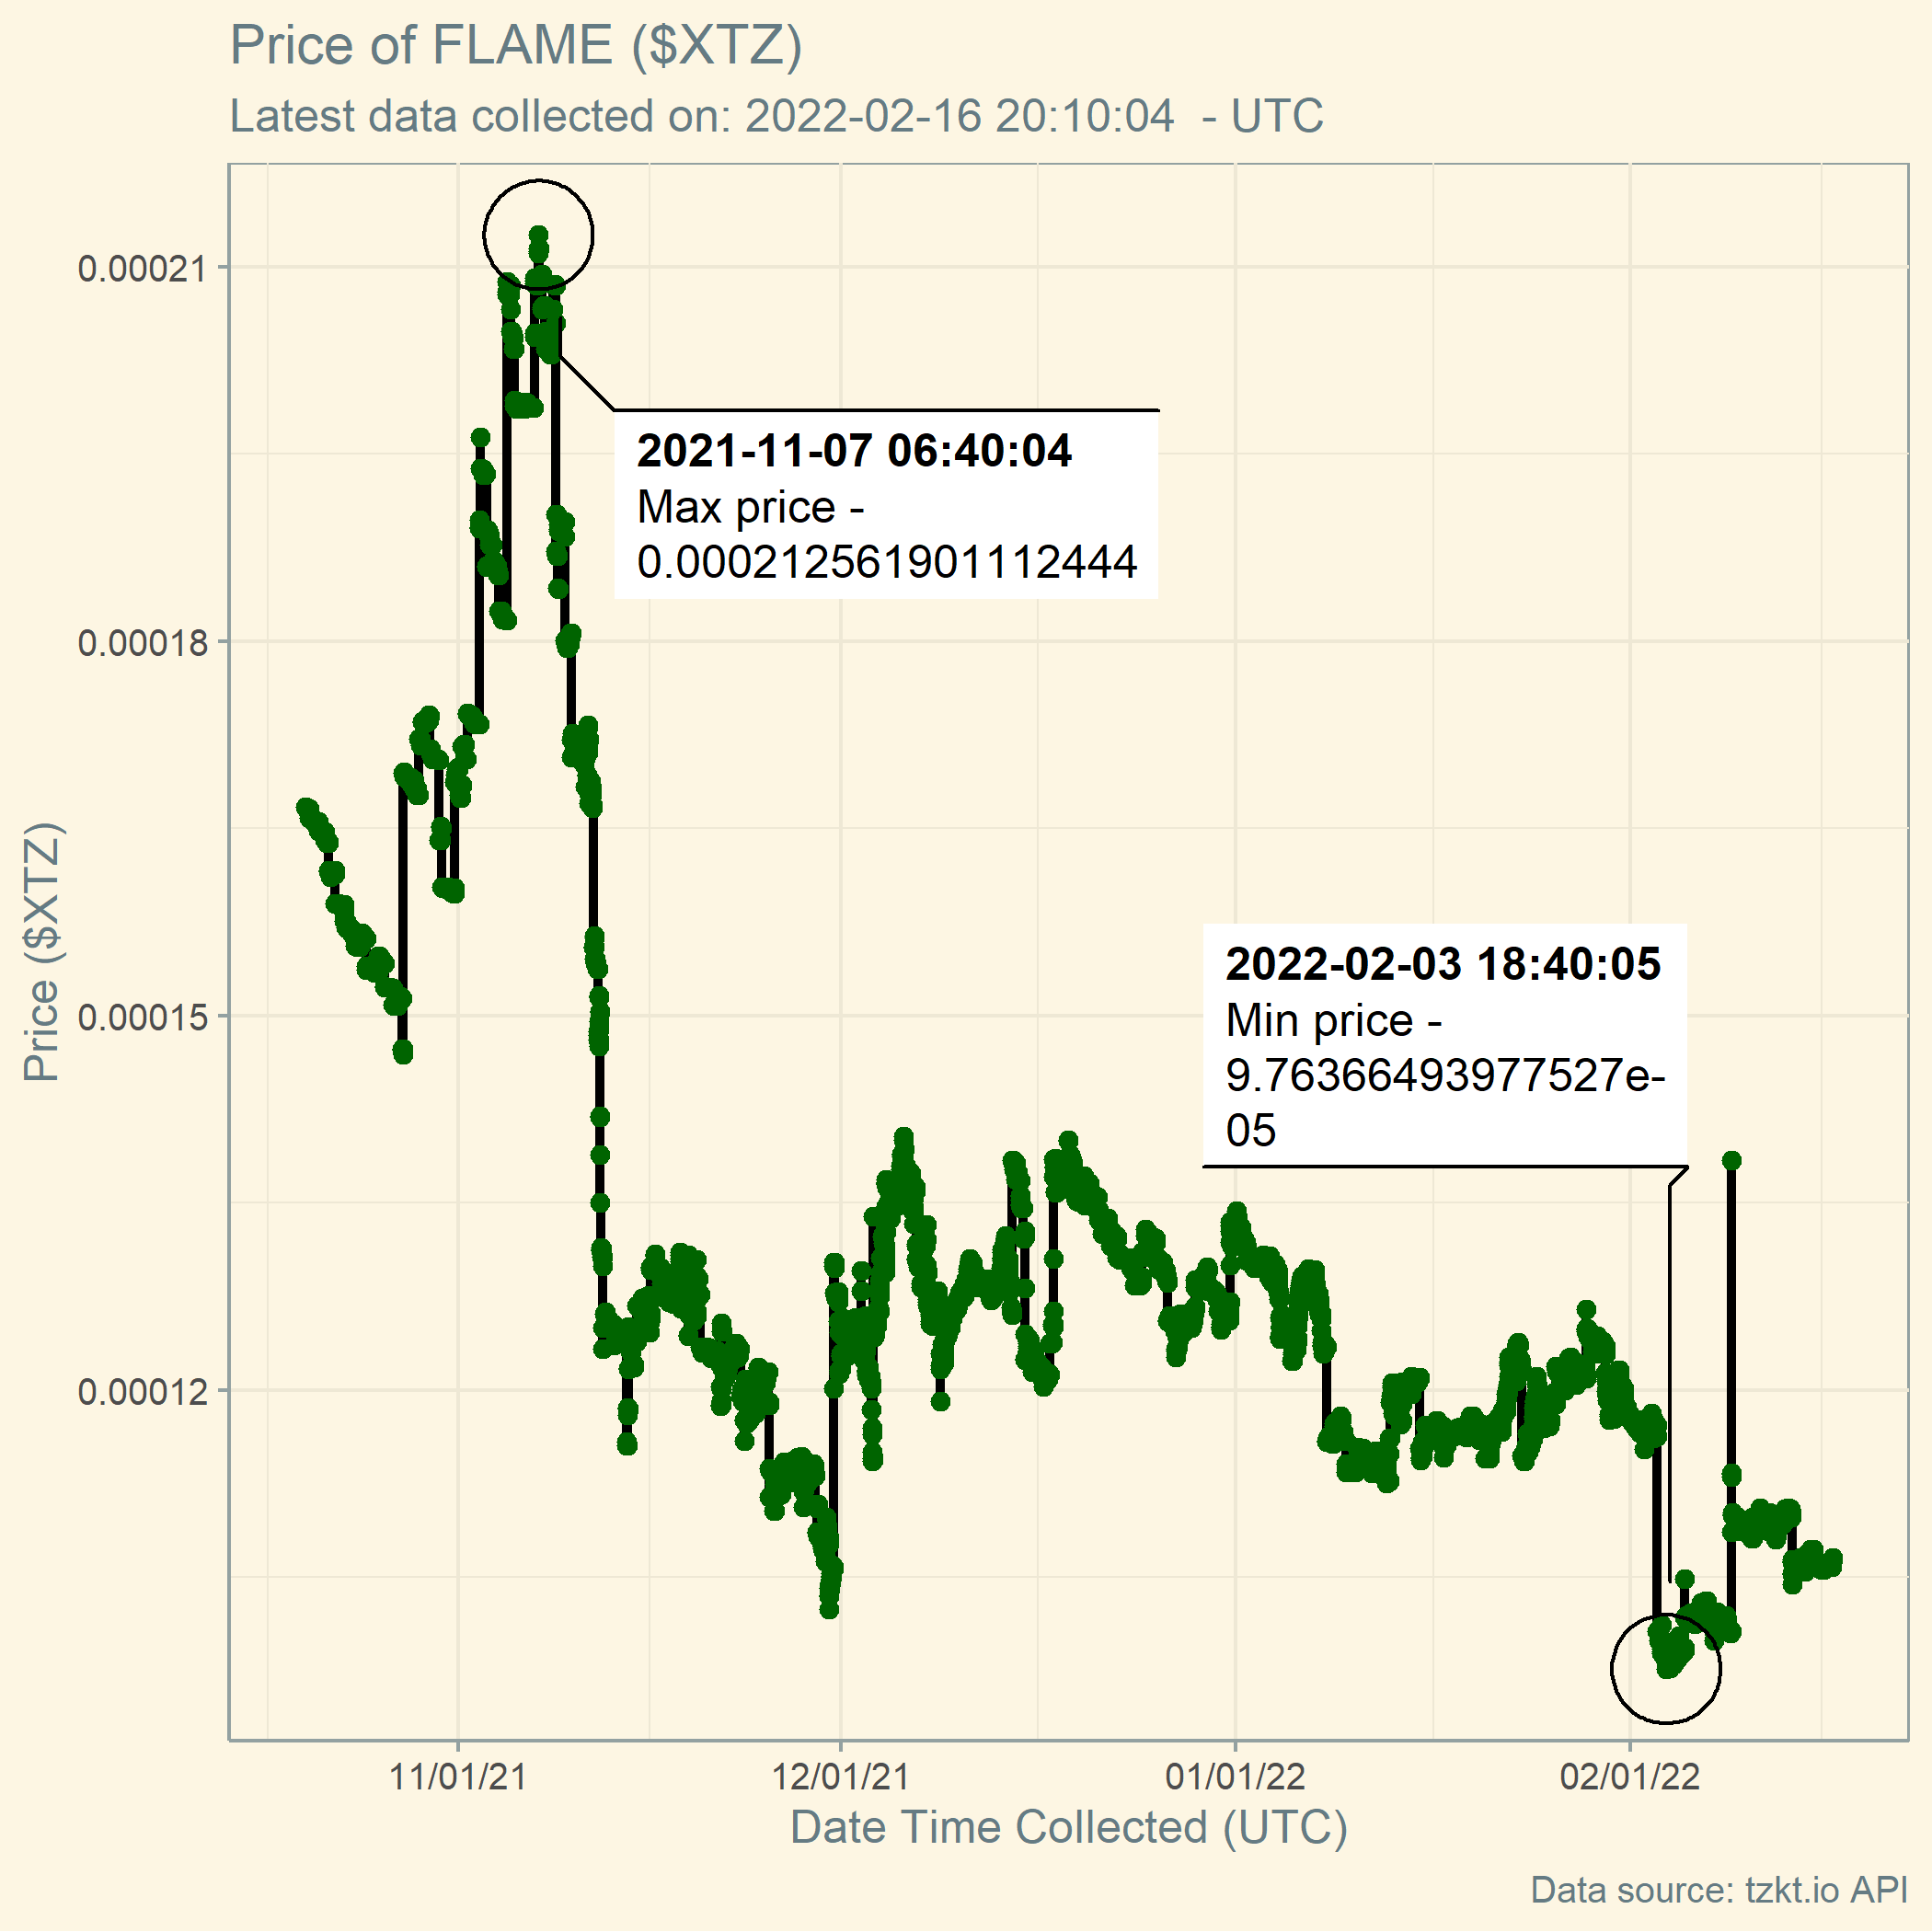 Price of FLAME ($XTZ)
Latest data collected on: 2022-02-16 20:10:04  - UTC
Price ($XTZ)
0.00021
0.00018
0.00015
0.00012
2021-11-07 06:40:04
Max price -
0.000212561901112444
2022-02-03 18:40:05
Min price -
9.76366493977527e-
05
11/01/21
12/01/21
01/01/22
02/01/22
Date Time Collected (UTC)
Data source: tzkt.io API